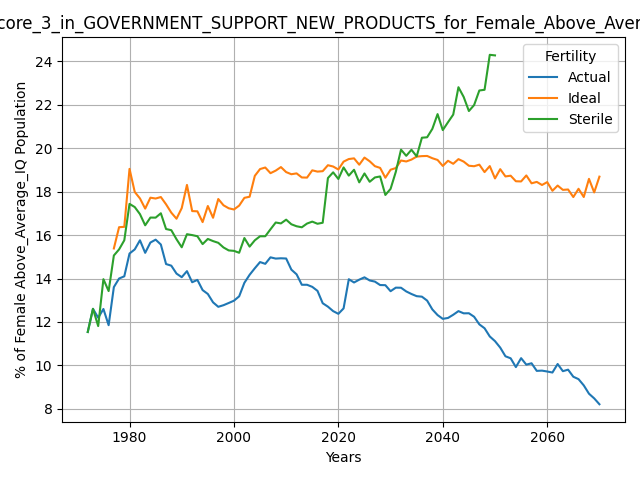 core_3_in_GOVERNMENT_SUPPORT_NEW_PRODUCTS_for_Female_Above_Aver
% of Female Above_Average_IQ Population
24
22
20
18
16
14
12
10
8
Fertility
Actual
Ideal
Sterile
1980
2000
2020
2040
2060
Years